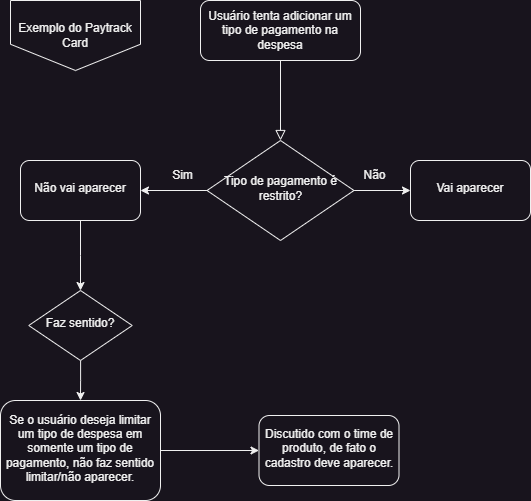 Exemplo do Paytrack
Card
Usuário tenta adicionar um
tipo de pagamento na
despesa
Sim
Tipo de pagamento é
restrito?
Não
Não vai aparecer
Vai aparecer
Faz sentido?
Se o usuário deseja limitar
um tipo de despesa em
somente um tipo de
pagamento, não faz sentido
limitar/não aparecer.
Discutido com o time de
produto, de fato o
cadastro deve aparecer.